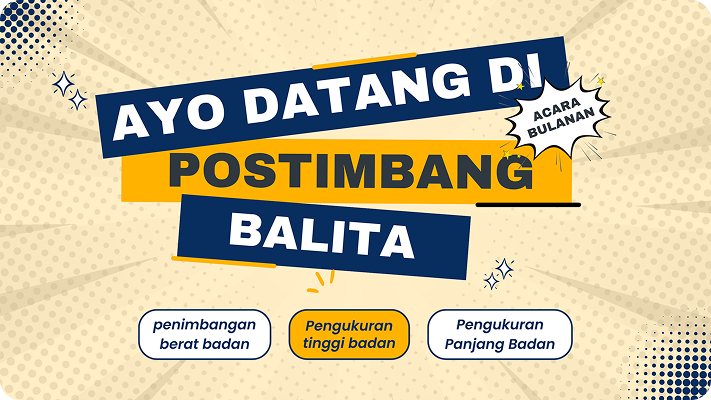 AYO DATANG DI
ACARA
BULANAN
POSTIMBANG
BALITA
penimbangan
berat badan
Pengukuran
tinggi badan
Pengukuran
Panjang Badan